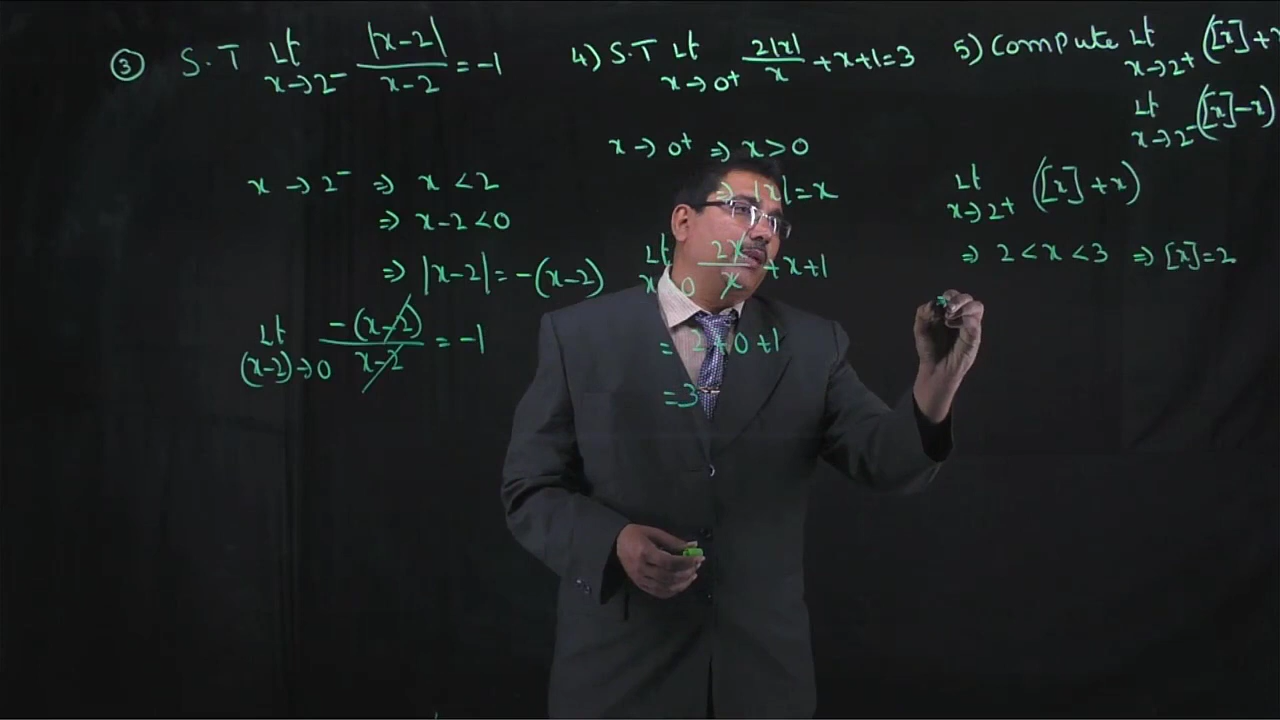 ③ S.T Lt x→2⁻ |x-2|/(x-2) = -1
x → 2⁻ ⇒ x < 2
⇒ x-2 < 0
⇒ |x-2| = -(x-2)
Lt (x-2)→0 -(x-2)/(x-2) = -1
4) S.T Lt x→0⁺ 2|x|/x + x+1 = 3
x → 0⁺ ⇒ x > 0
⇒ |x| = x
Lt x→0 2x/x + x+1
= 2+0+1
= 3
5) Compute Lt x→2⁺ ([x]+x
Lt x→2⁻ ([x]-x)
Lt x→2⁺ ([x]+x)
⇒ 2 < x < 3 ⇒ [x]=2